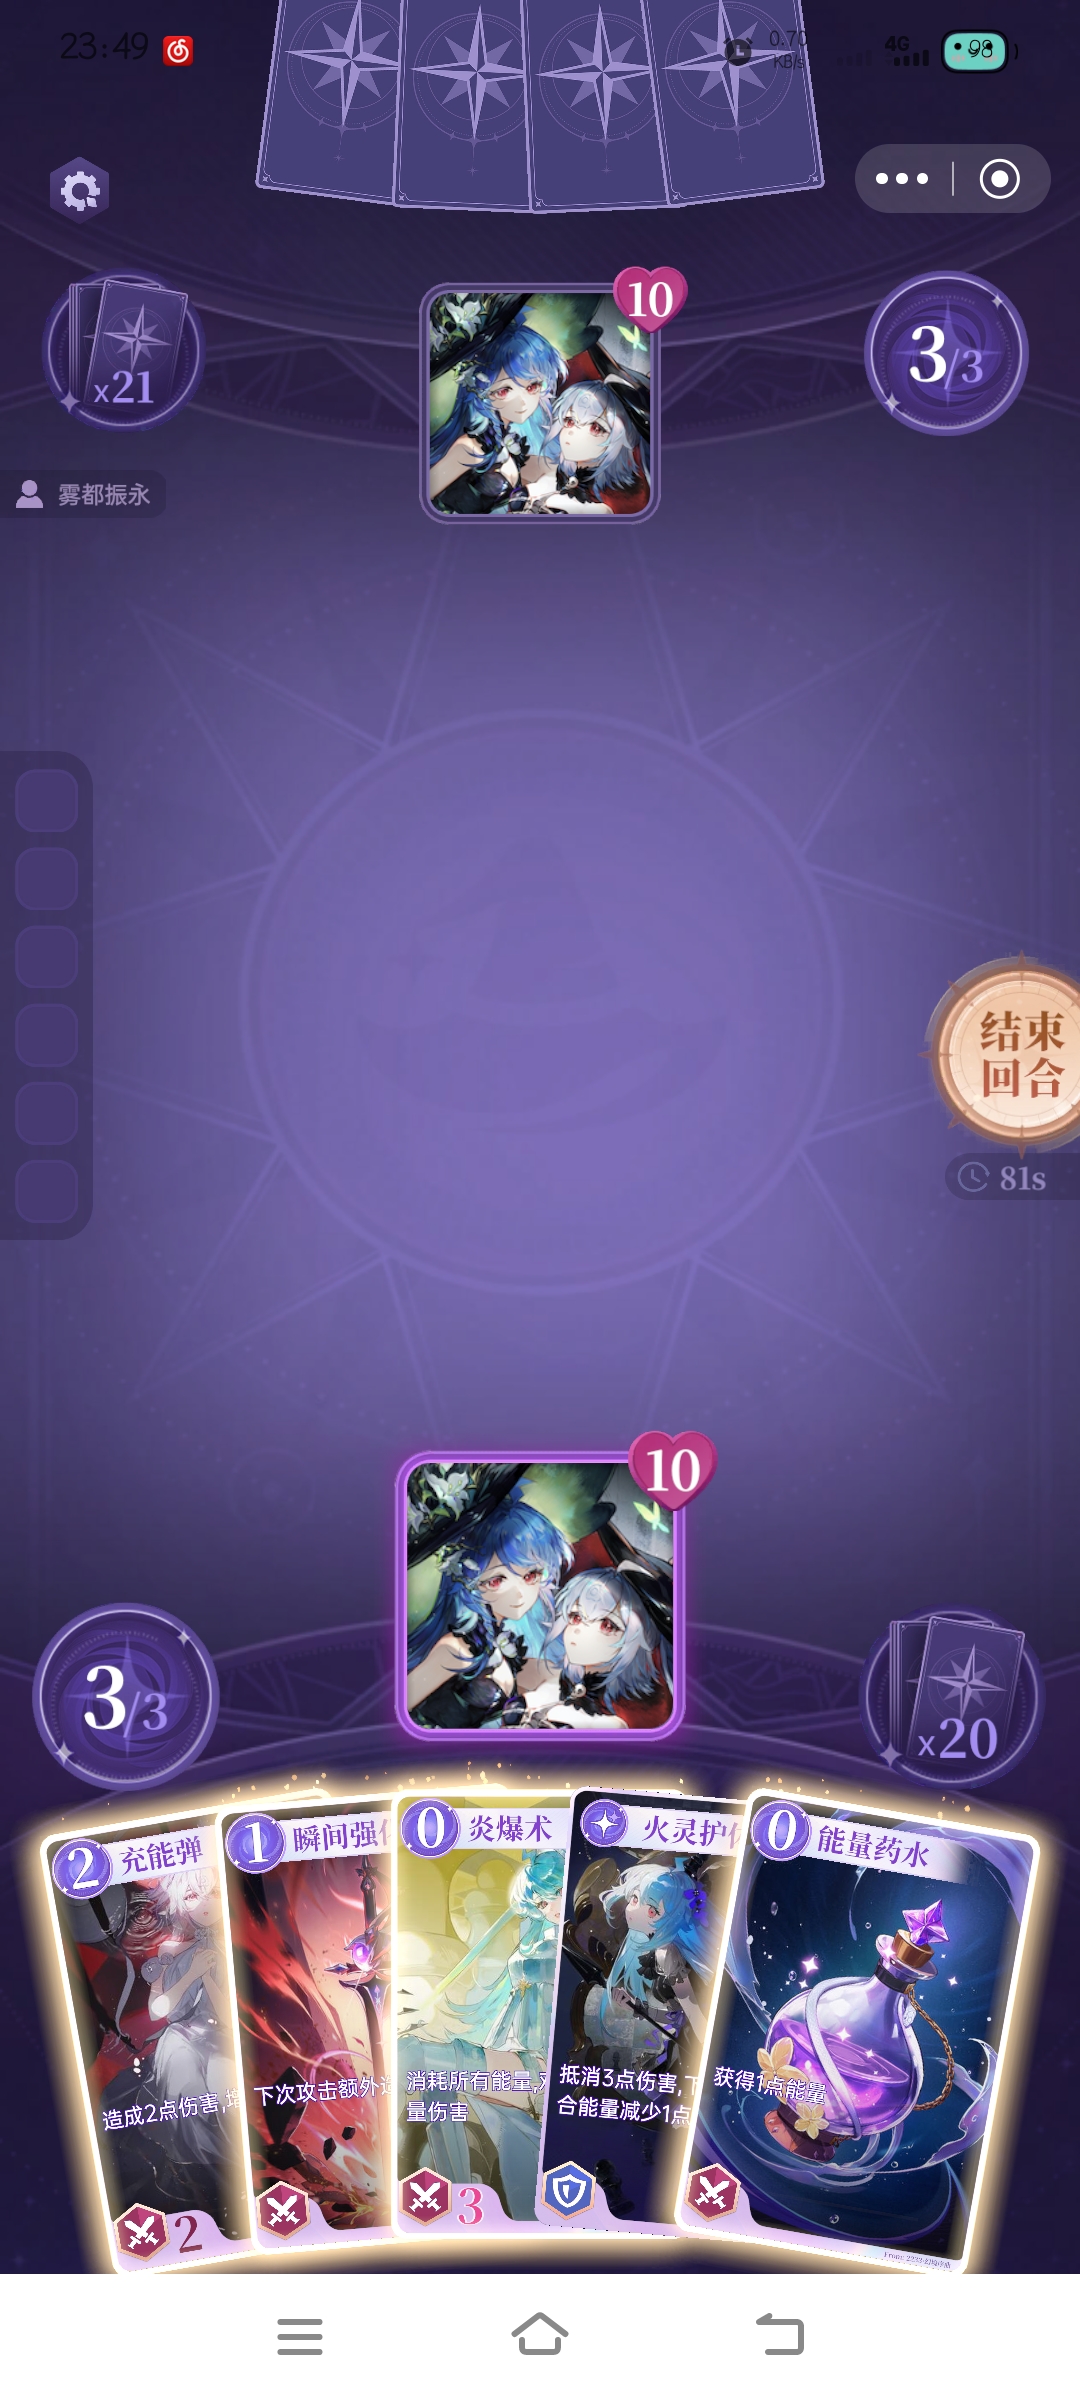 23:49
0.70
KB/s
4G
98
10
x21
3/3
雾都振永
结束
回合
81s
10
3/3
x20
2
充能弹
造成2点伤害,
2
1
瞬间强
下次攻击额外
0
炎爆术
消耗所有能量,
量伤害
3
火灵护
抵消3点伤害,下
合能量减少1点
0
能量药水
获得1点能量